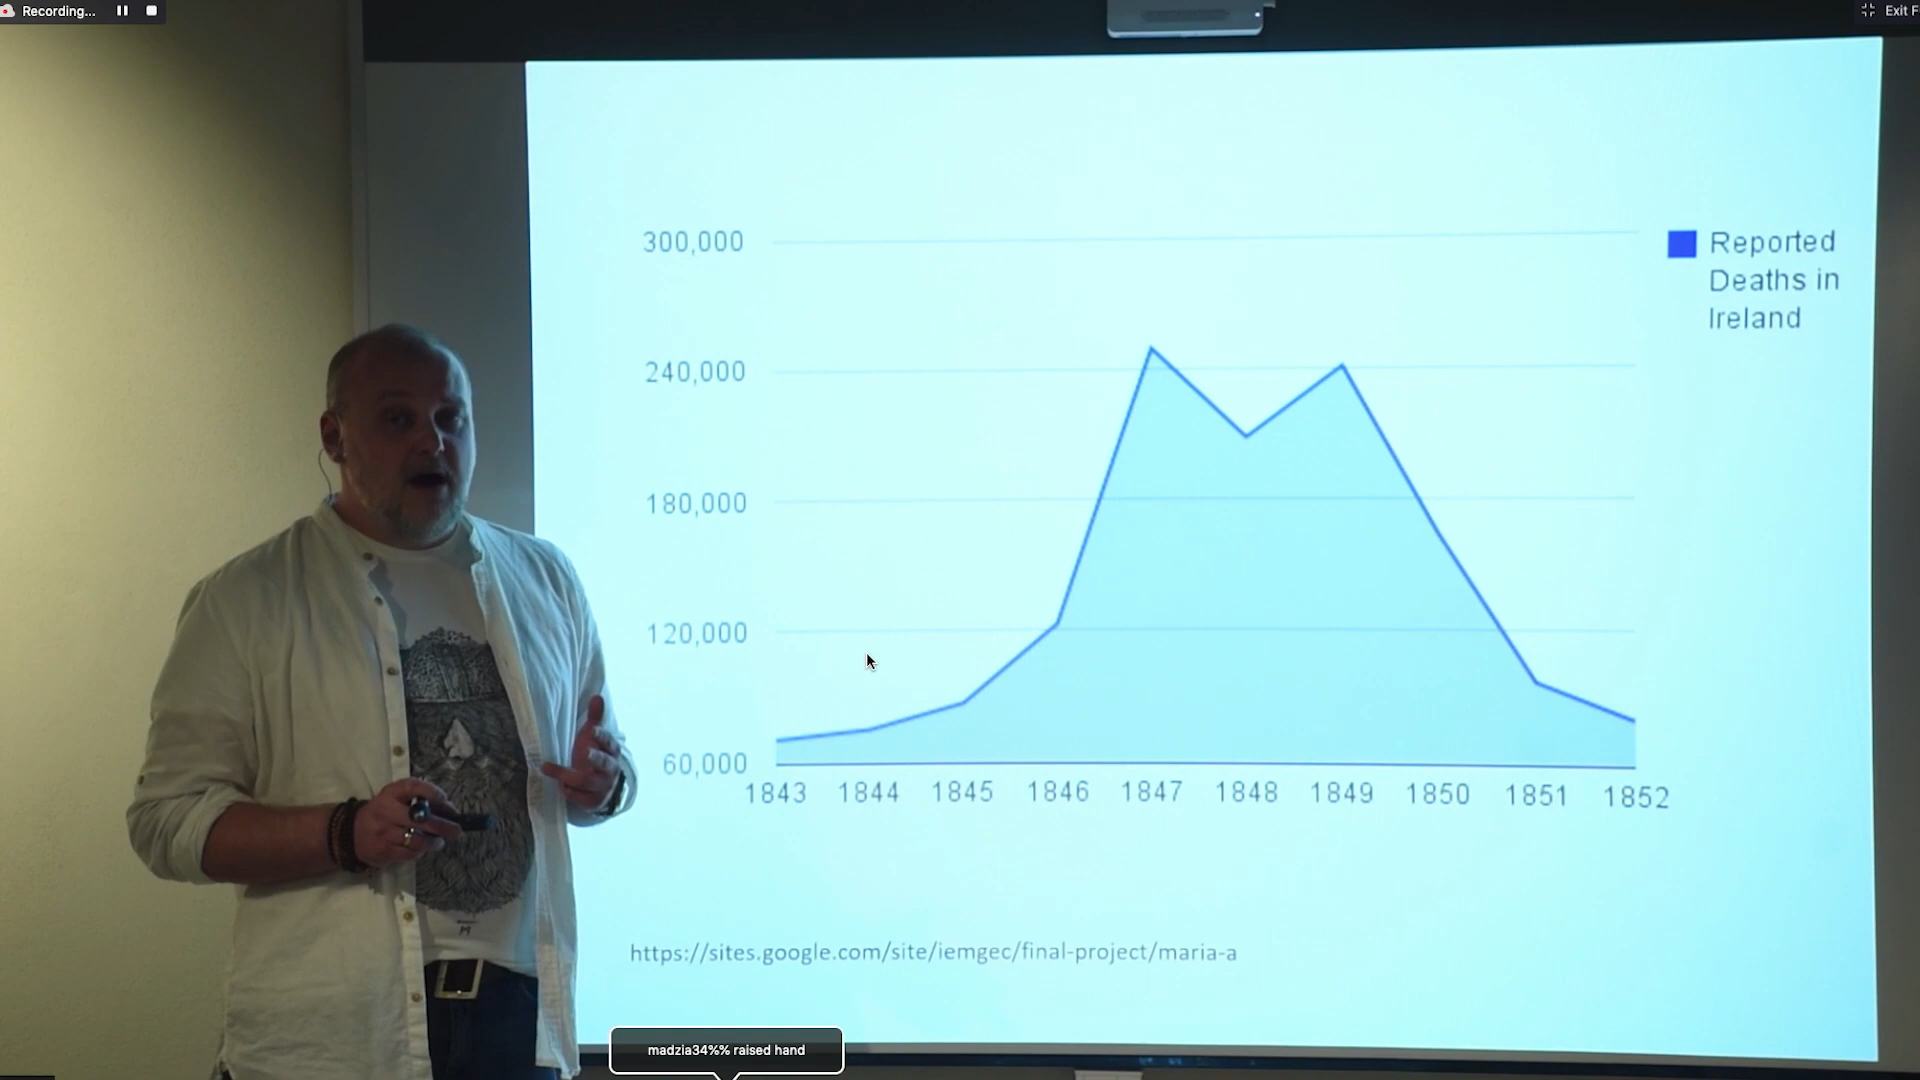 Recording...
Exit F
300,000
240,000
180,000
120,000
60,000
1843 1844 1845 1846 1847 1848 1849 1850 1851 1852
Reported
Deaths in
Ireland
https://sites.google.com/site/iemgec/final-project/maria-a
madzia34%% raised hand